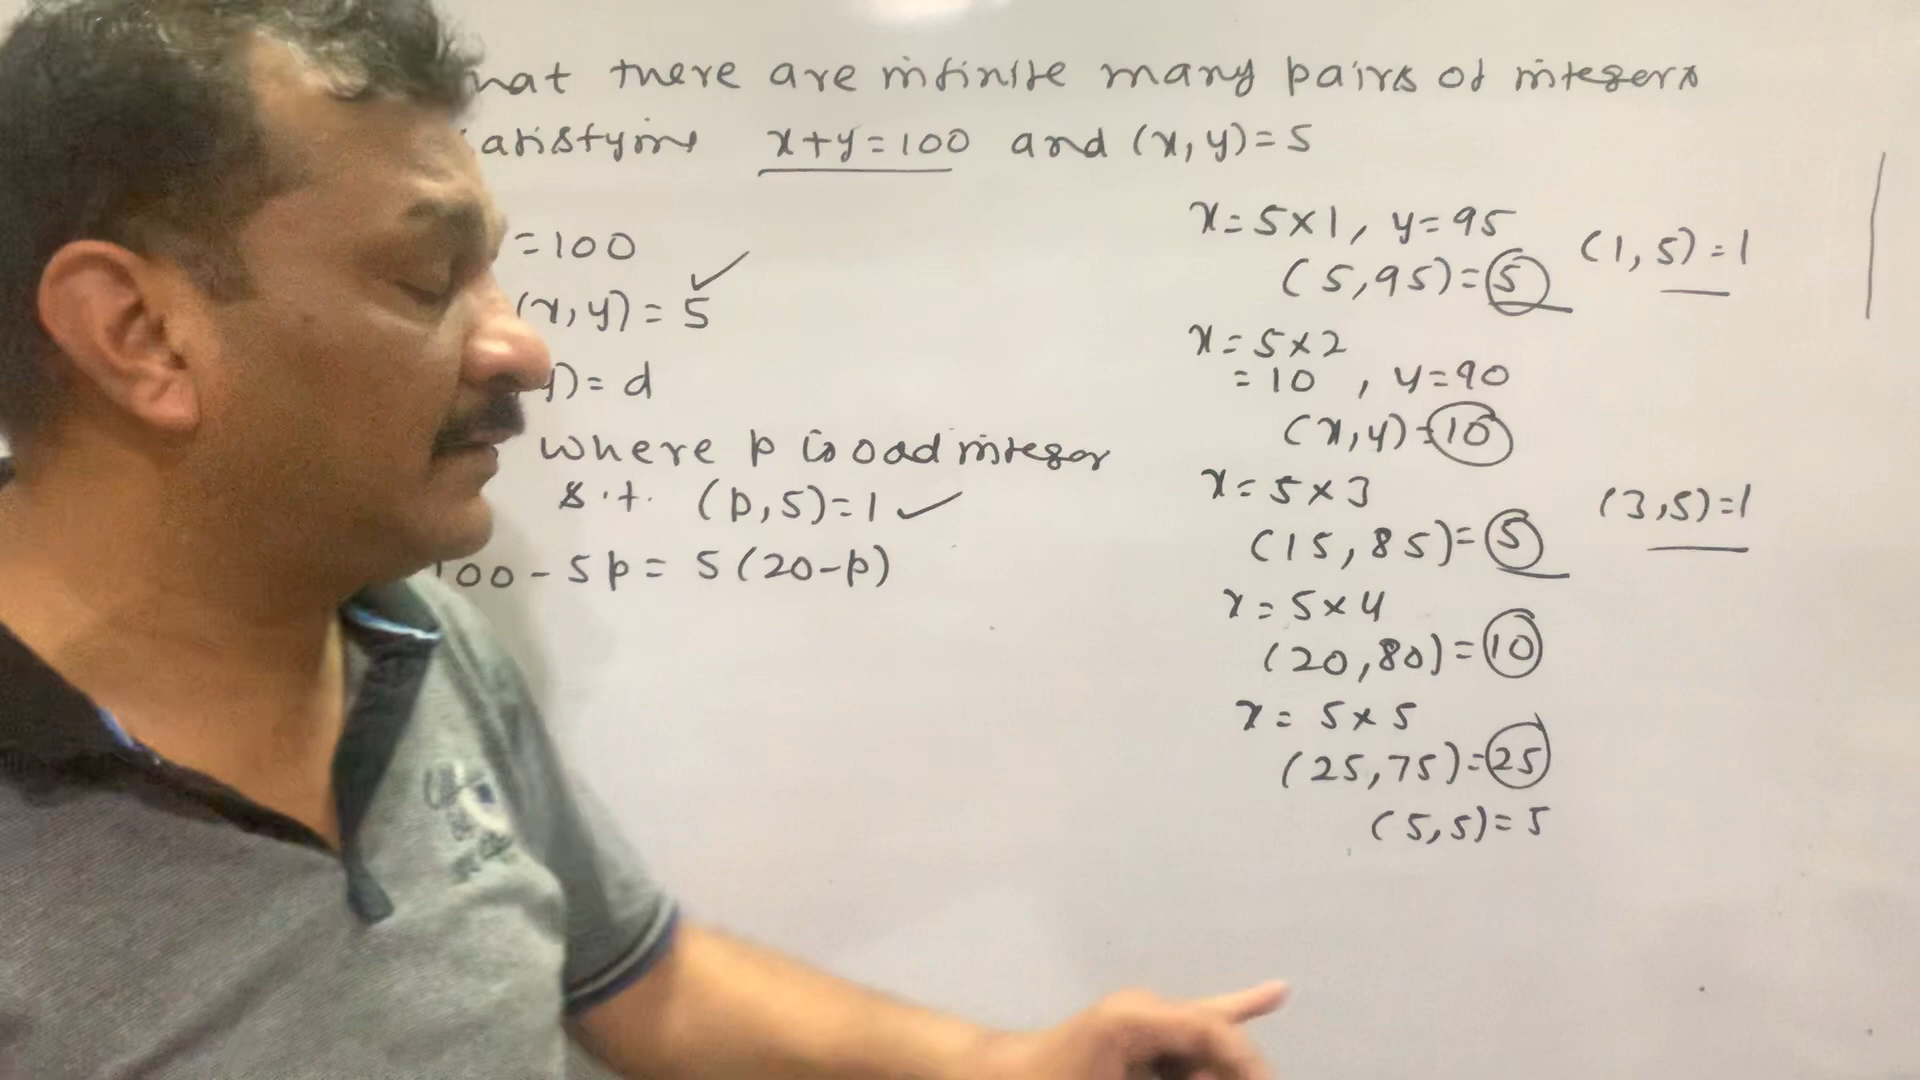 that there are infinite many pairs of integers
satisfying x+y=100 and (x,y)=5
=100
(x,y)=5
y)=d
where p is odd integer
s.t. (p,5)=1
100-5p=5(20-p)
x=5×1, y=95
(5,95)=5
(1,5)=1
x=5×2
=10, y=90
(x,y)=10
x=5×3
(15,85)=5
(3,5)=1
x=5×4
(20,80)=10
x=5×5
(25,75)=25
(5,5)=5